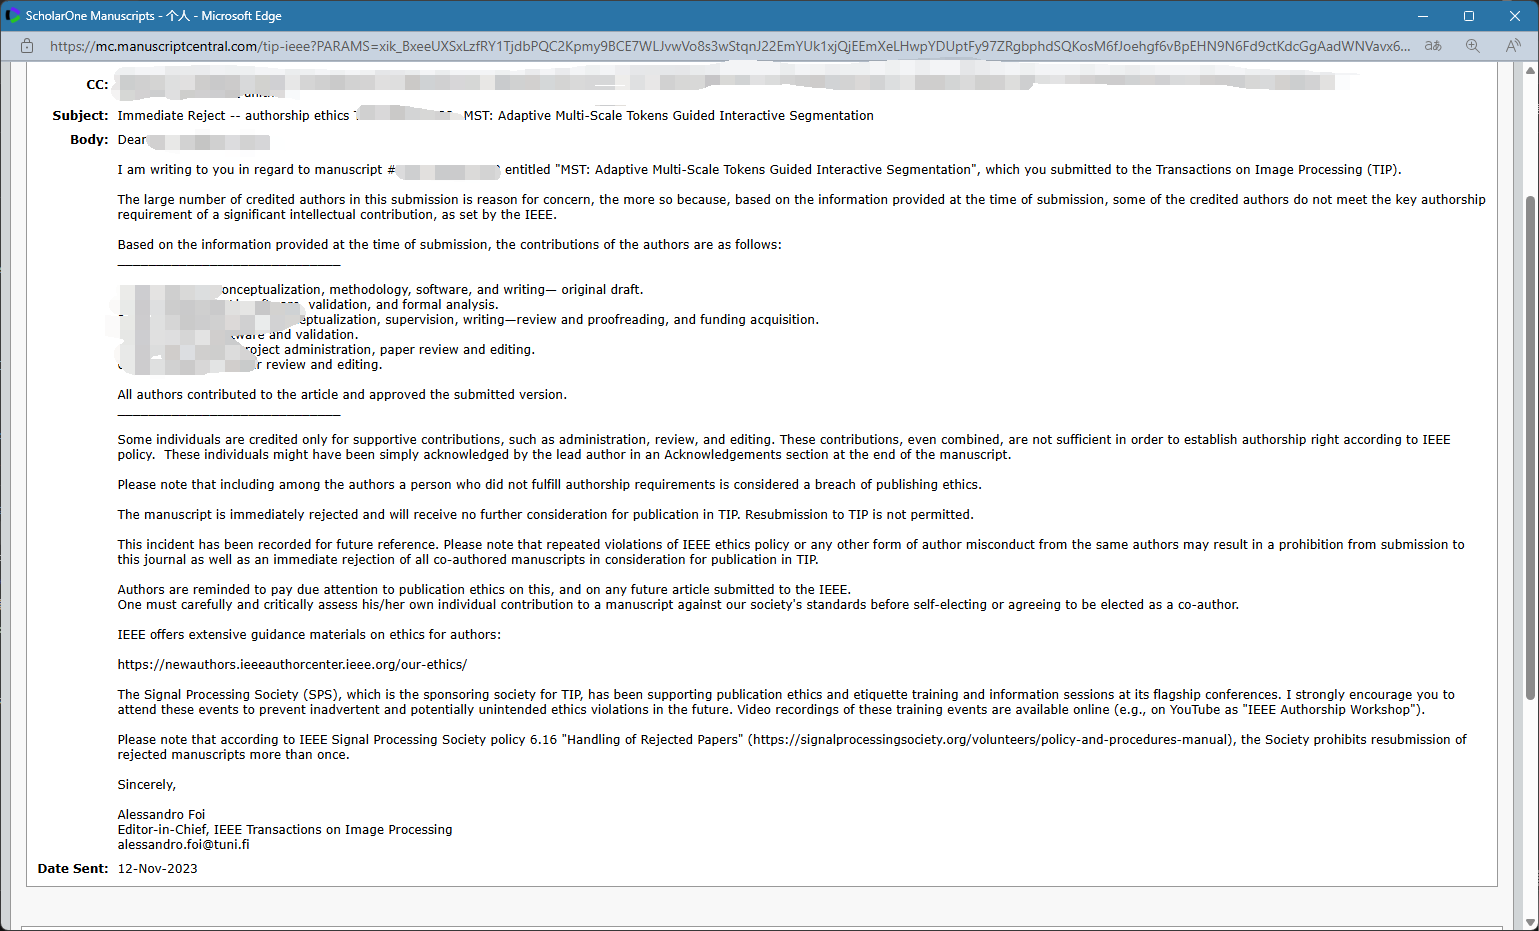 ScholarOne Manuscripts - 个人 - Microsoft Edge
https://mc.manuscriptcentral.com/tip-ieee?PARAMS=xik_BxeeUXSxLzfRY1TjdbPQC2Kpmy9BCE7WLJvwVo8s3wStqnJ22EmYUk1xjQjEEmXeLHwpYDUptFy97ZRgbphdSQKosM6fJoehgf6vBpEHN9N6Fd9ctKdcGgAadWNVavx6...
CC:
Subject: Immediate Reject -- authorship ethics MST: Adaptive Multi-Scale Tokens Guided Interactive Segmentation
Body: Dear
I am writing to you in regard to manuscript # entitled "MST: Adaptive Multi-Scale Tokens Guided Interactive Segmentation", which you submitted to the Transactions on Image Processing (TIP).
The large number of credited authors in this submission is reason for concern, the more so because, based on the information provided at the time of submission, some of the credited authors do not meet the key authorship
requirement of a significant intellectual contribution, as set by the IEEE.
Based on the information provided at the time of submission, the contributions of the authors are as follows:
onceptualization, methodology, software, and writing— original draft.
validation, and formal analysis.
eptualization, supervision, writing—review and proofreading, and funding acquisition.
ware and validation.
roject administration, paper review and editing.
r review and editing.
All authors contributed to the article and approved the submitted version.
Some individuals are credited only for supportive contributions, such as administration, review, and editing. These contributions, even combined, are not sufficient in order to establish authorship right according to IEEE
policy. These individuals might have been simply acknowledged by the lead author in an Acknowledgements section at the end of the manuscript.
Please note that including among the authors a person who did not fulfill authorship requirements is considered a breach of publishing ethics.
The manuscript is immediately rejected and will receive no further consideration for publication in TIP. Resubmission to TIP is not permitted.
This incident has been recorded for future reference. Please note that repeated violations of IEEE ethics policy or any other form of author misconduct from the same authors may result in a prohibition from submission to
this journal as well as an immediate rejection of all co-authored manuscripts in consideration for publication in TIP.
Authors are reminded to pay due attention to publication ethics on this, and on any future article submitted to the IEEE.
One must carefully and critically assess his/her own individual contribution to a manuscript against our society's standards before self-electing or agreeing to be elected as a co-author.
IEEE offers extensive guidance materials on ethics for authors:
https://newauthors.ieeeauthorcenter.ieee.org/our-ethics/
The Signal Processing Society (SPS), which is the sponsoring society for TIP, has been supporting publication ethics and etiquette training and information sessions at its flagship conferences. I strongly encourage you to
attend these events to prevent inadvertent and potentially unintended ethics violations in the future. Video recordings of these training events are available online (e.g., on YouTube as "IEEE Authorship Workshop").
Please note that according to IEEE Signal Processing Society policy 6.16 "Handling of Rejected Papers" (https://signalprocessingsociety.org/volunteers/policy-and-procedures-manual), the Society prohibits resubmission of
rejected manuscripts more than once.
Sincerely,
Alessandro Foi
Editor-in-Chief, IEEE Transactions on Image Processing
alessandro.foi@tuni.fi
Date Sent: 12-Nov-2023